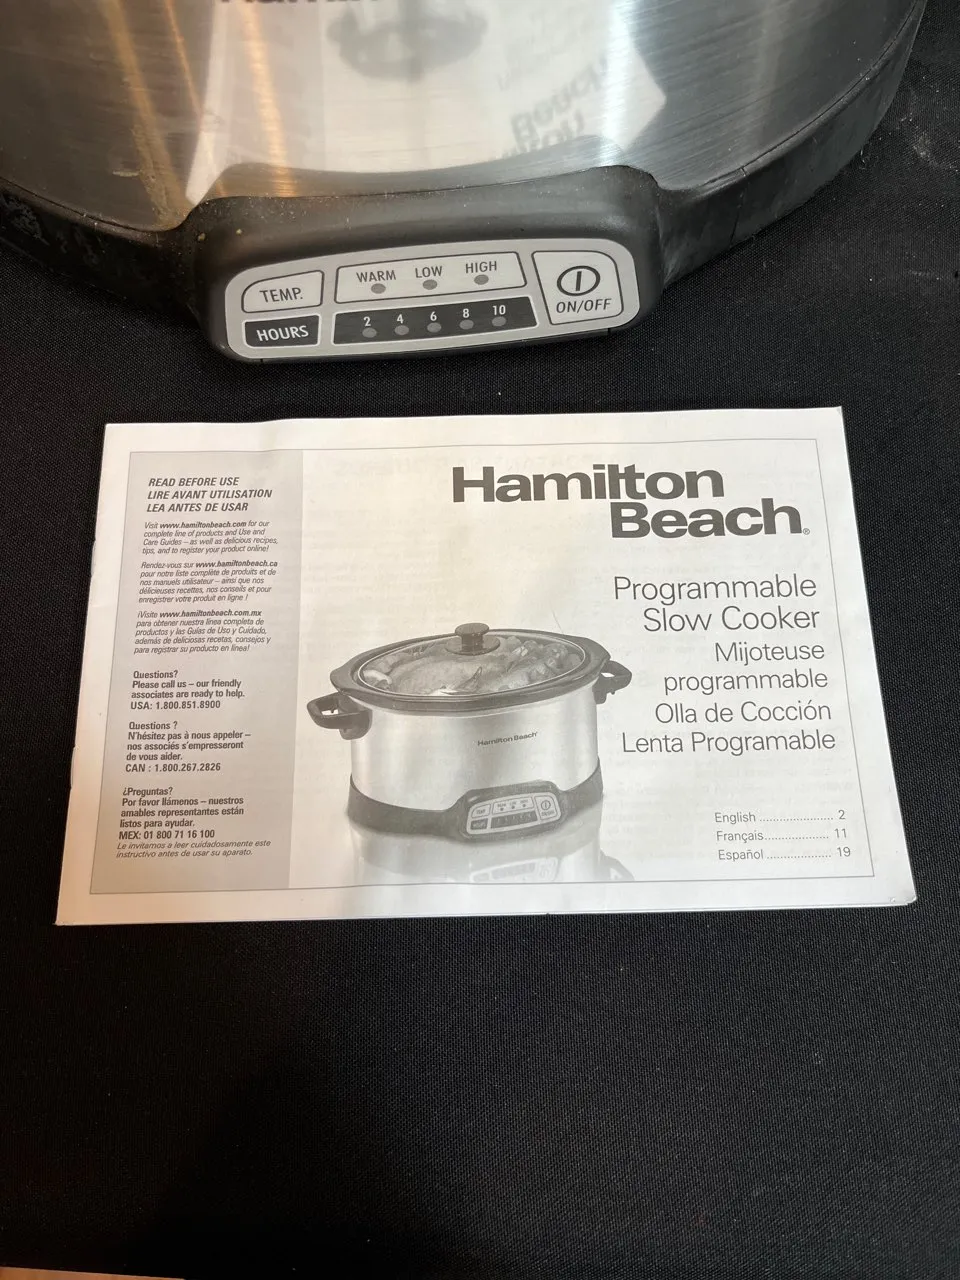 TEMP.
WARM LOW HIGH
ON/OFF
HOURS
2 4 6 8 10
READ BEFORE USE
LIRE AVANT UTILISATION
LEA ANTES DE USAR
Visit www.hamiltonbeach.com for our
complete line of products and Use and
Care Guides – as well as delicious recipes,
tips, and to register your product online!
Rendez-vous sur www.hamiltonbeach.ca
pour notre liste complète de produits et de
nos manuels utilisateur – ainsi que nos
délicieuses recettes, nos conseils et pour
enregistrer votre produit en ligne !
¡Visite www.hamiltonbeach.com.mx
para obtener nuestra línea completa de
productos y las Guías de Uso y Cuidado,
además de deliciosas recetas, consejos y
para registrar su producto en línea!
Questions?
Please call us – our friendly
associates are ready to help.
USA: 1.800.851.8900
Questions ?
N'hésitez pas à nous appeler –
nos associés s'empresseront
de vous aider.
CAN : 1.800.267.2826
¿Preguntas?
Por favor llámenos – nuestros
amables representantes están
listos para ayudar.
MEX: 01 800 71 16 100
Le invitamos a leer cuidadosamente este
instructivo antes de usar su aparato.
Hamilton
Beach®
Programmable
Slow Cooker
Mijoteuse
programmable
Olla de Cocción
Lenta Programable
Hamilton Beach
English ...................... 2
Français................... 11
Español ................... 19